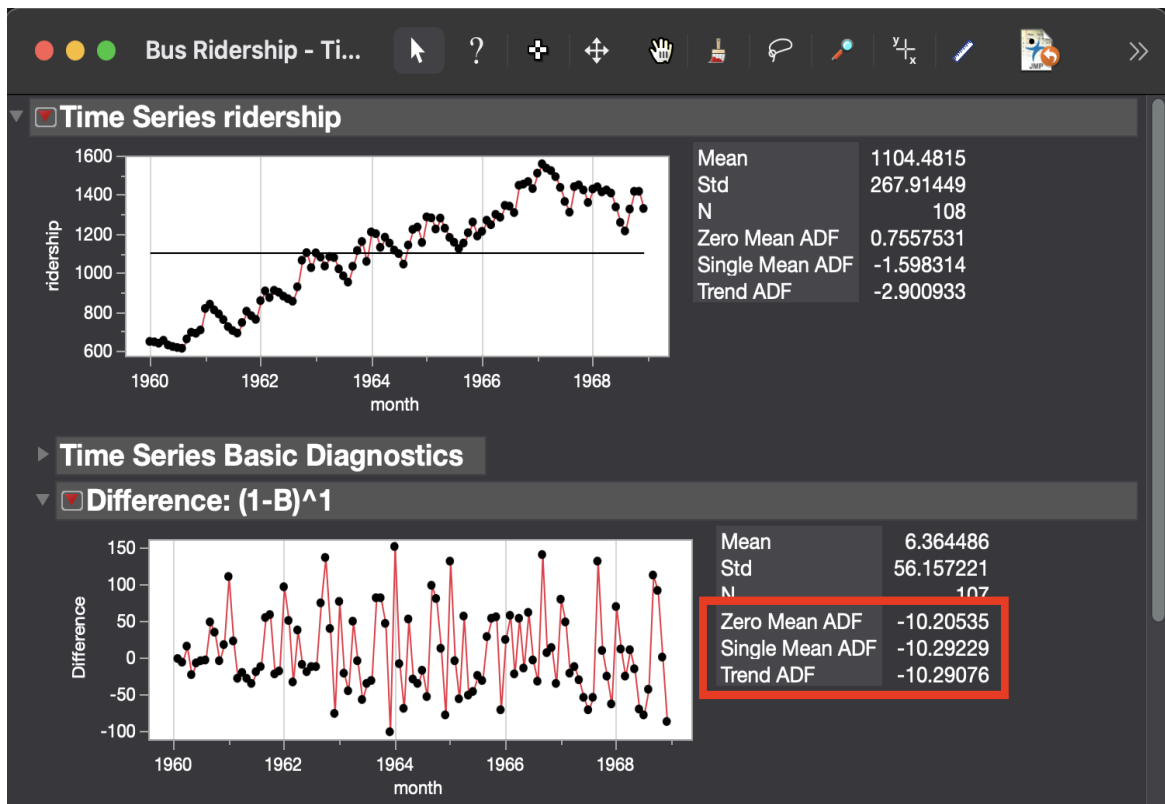 Bus Ridership - Ti...
?
y
x
JMP
»
Time Series ridership
1600
1400
1200
1000
800
600
ridership
1960 1962 1964 1966 1968
month
Mean 1104.4815
Std 267.91449
N 108
Zero Mean ADF 0.7557531
Single Mean ADF -1.598314
Trend ADF -2.900933
Time Series Basic Diagnostics
Difference: (1-B)^1
150
100
50
0
-50
-100
Difference
1960 1962 1964 1966 1968
month
Mean 6.364486
Std 56.157221
N 107
Zero Mean ADF -10.20535
Single Mean ADF -10.29229
Trend ADF -10.29076